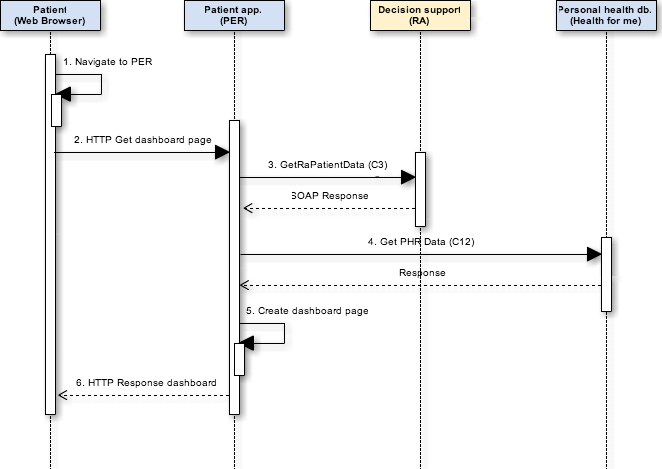 Patient
(Web Browser)
Patient app.
(PER)
Decision support
(RA)
Personal health db.
(Health for me)
1. Navigate to PER
2. HTTP Get dashboard page
3. GetRaPatientData (C3)
SOAP Response
4. Get PHR Data (C12)
Response
5. Create dashboard page
6. HTTP Response dashboard